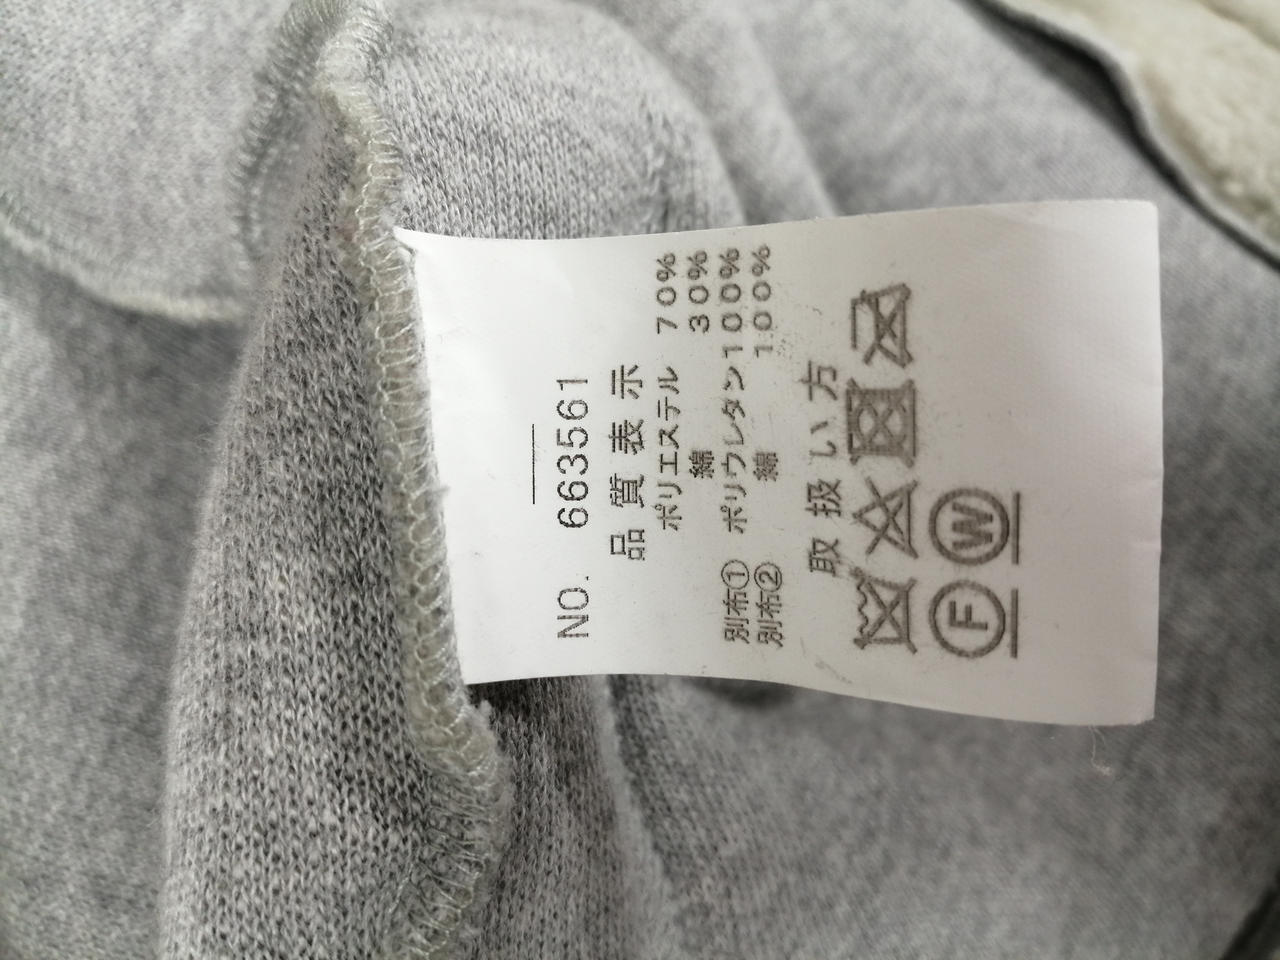 NO. 663561
品質表示
ポリエステル 70%
綿 30%
別布① ポリウレタン100%
別布② 綿 100%
取扱い方
F W